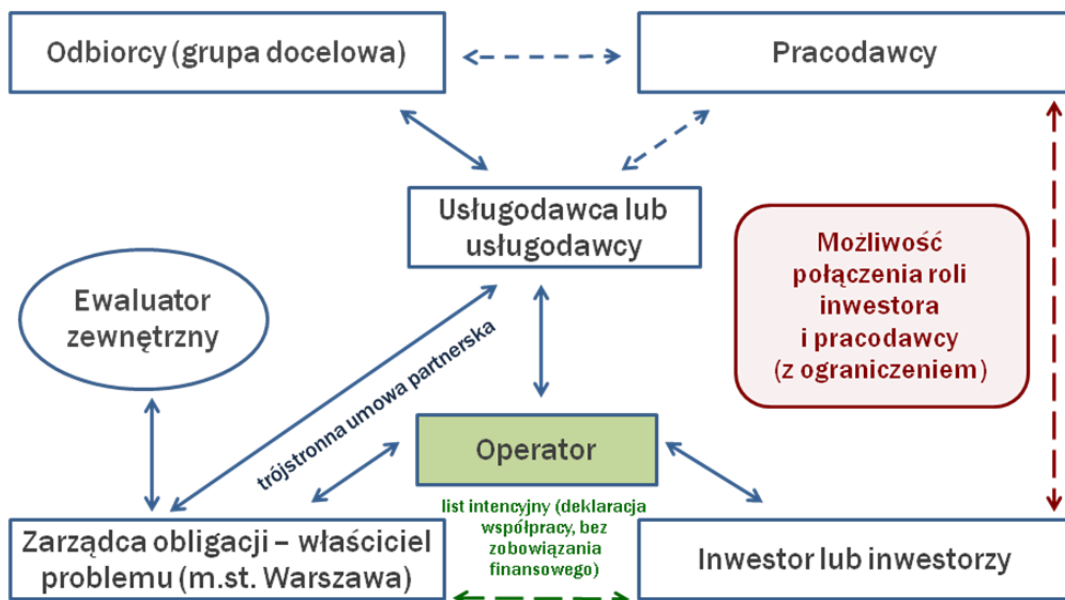 Odbiorcy (grupa docelowa)
Pracodawcy
Usługodawca lub
usługodawcy
Możliwość
połączenia roli
inwestora
i pracodawcy
(z ograniczeniem)
Ewaluator
zewnętrzny
trójstronna umowa partnerska
Operator
list intencyjny (deklaracja
współpracy, bez
zobowiązania
finansowego)
Zarządca obligacji – właściciel
problemu (m.st. Warszawa)
Inwestor lub inwestorzy